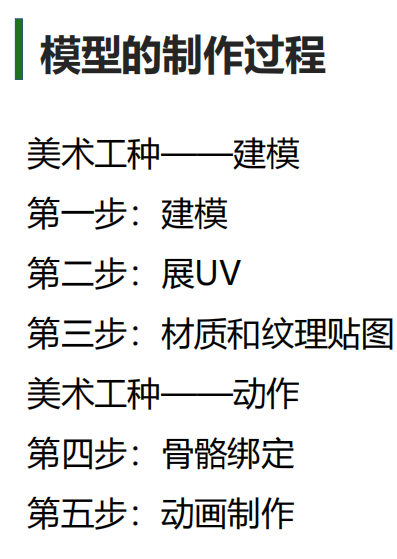 模型的制作过程
美术工种——建模
第一步：建模
第二步：展UV
第三步：材质和纹理贴图
美术工种——动作
第四步：骨骼绑定
第五步：动画制作